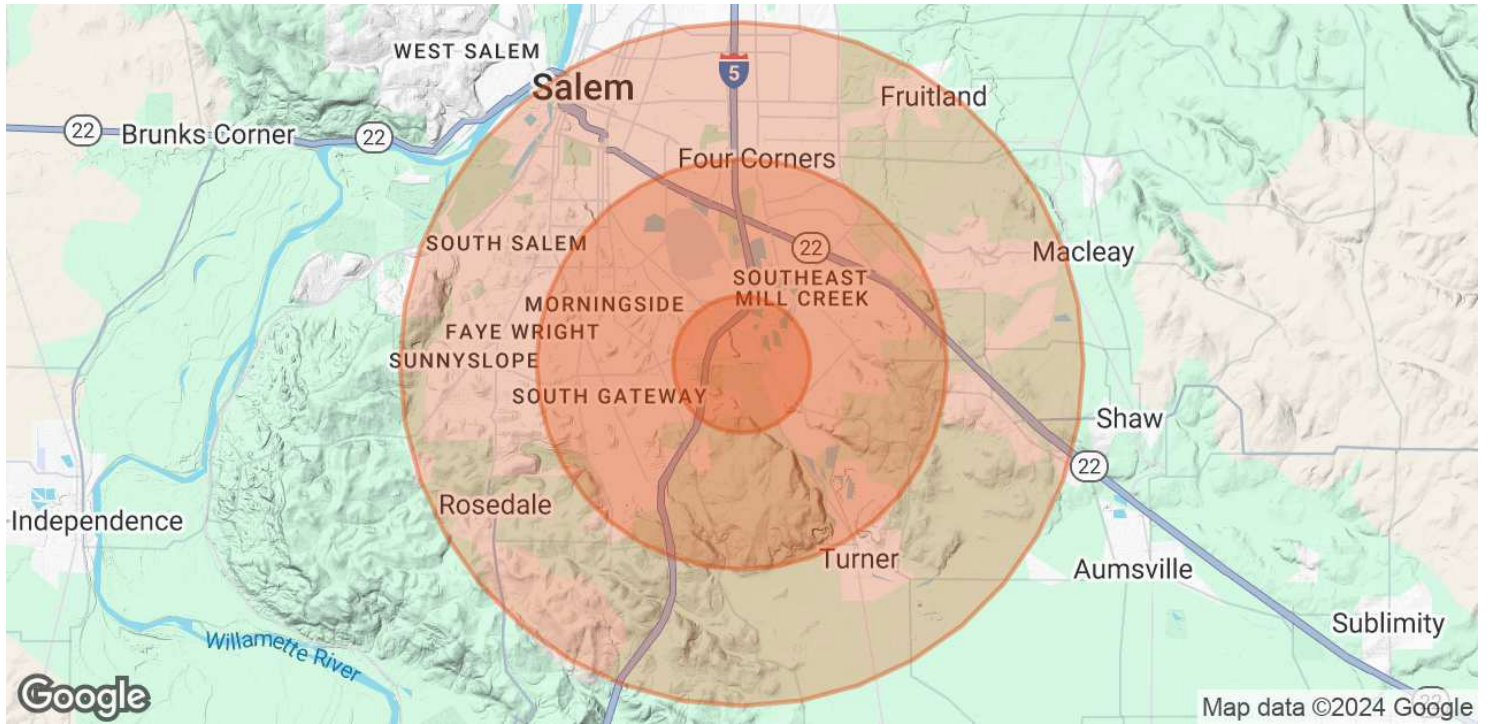 WEST SALEM
Salem
5
Fruitland
22
Brunks Corner
22
Four Corners
SOUTH SALEM
22
Macleay
SOUTHEAST
MILL CREEK
MORNINGSIDE
FAYE WRIGHT
SUNNYSLOPE
SOUTH GATEWAY
Shaw
22
Rosedale
Independence
Turner
Aumsville
Sublimity
Willamette River
22
Google
Map data ©2024 Google